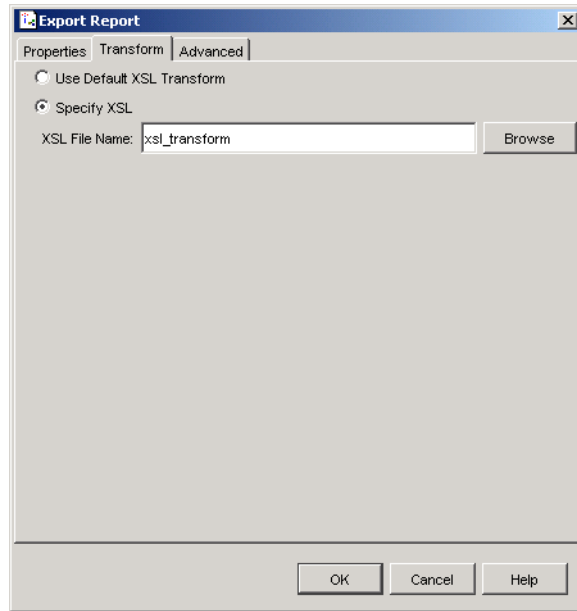 Export Report
Properties Transform Advanced
Use Default XSL Transform
Specify XSL
XSL File Name: xsl_transform Browse
OK Cancel Help